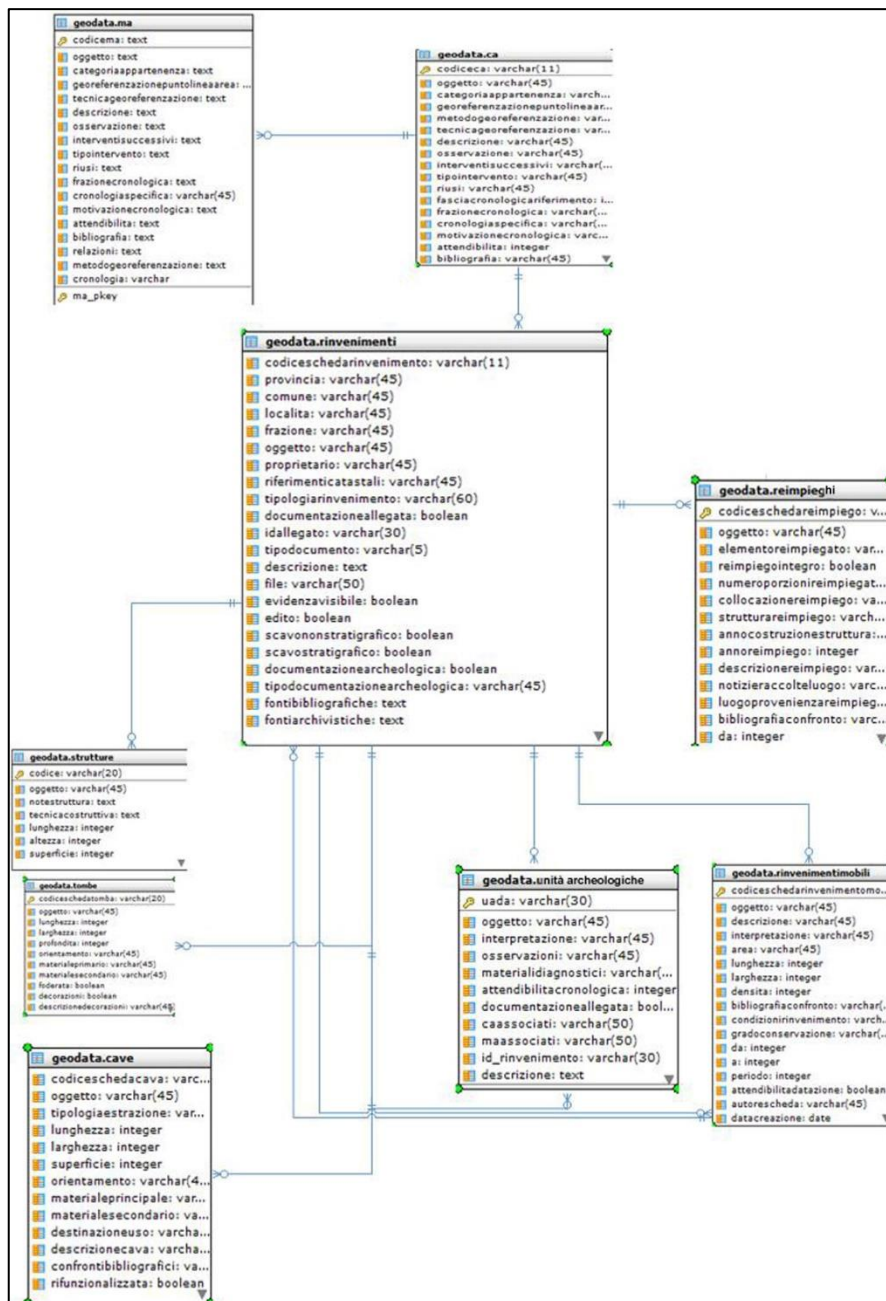 geodata.ma
codicema: text
oggetto: text
categoriaappartenenza: text
georeferenzazionepuntolineaarea: ...
tecnicageoreferenzazione: text
descrizione: text
osservazione: text
interventisuccessivi: text
tipointervento: text
riusi: text
frazionecronologica: text
cronologiaspecifica: varchar(45)
motivazionecronologica: text
attendibilita: text
bibliografia: text
relazioni: text
metodogeoreferenzazione: text
cronologia: varchar
ma_pkey
geodata.ca
codiceca: varchar(11)
oggetto: varchar(45)
categoriaappartenenza: varch...
georeferenzazionepuntolineaar...
metodogeoreferenzazione: var...
tecnicageoreferenzazione: var...
descrizione: varchar(45)
osservazione: varchar(45)
interventisuccessivi: varchar(...
tipointervento: varchar(45)
riusi: varchar(45)
fasciacronologicariferimento: i...
frazionecronologica: varchar(...
cronologiaspecifica: varchar(...
motivazionecronologica: varc...
attendibilita: integer
bibliografia: varchar(45)
geodata.rinvenimenti
codiceschedarinvenimento: varchar(11)
provincia: varchar(45)
comune: varchar(45)
localita: varchar(45)
frazione: varchar(45)
oggetto: varchar(45)
proprietario: varchar(45)
riferimenticatastali: varchar(45)
tipologiarinvenimento: varchar(60)
documentazioneallegata: boolean
idallegato: varchar(30)
tipodocumento: varchar(5)
descrizione: text
file: varchar(50)
evidenzavisibile: boolean
edito: boolean
scavononstratigrafico: boolean
scavostratigrafico: boolean
documentazionearcheologica: boolean
tipodocumentazionearcheologica: varchar(45)
fontibibliografiche: text
fontiarchivistiche: text
geodata.reimpieghi
codiceschedareimpiego: v...
oggetto: varchar(45)
elementoreimpiegato: var...
reimpiegointegro: boolean
numeroporzionireimpiegat...
collocazionereimpiego: va...
strutturareimpiego: varch...
annocostruzionestruttura:...
annoreimpiego: integer
descrizionereimpiego: var...
notizieraccolteluogo: varc...
luogoprovenienzareimpieg...
bibliografiaconfronto: varc...
da: integer
geodata.strutture
codice: varchar(20)
oggetto: varchar(45)
notestruttura: text
tecnicacostruttiva: text
lunghezza: integer
altezza: integer
superficie: integer
geodata.tombe
codiceschedatomba: varchar(20)
oggetto: varchar(45)
lunghezza: integer
larghezza: integer
profondita: integer
orientamento: varchar(45)
materialeprimario: varchar(45)
materialesecondario: varchar(45)
foderata: boolean
decorazioni: boolean
descrizionedecorazioni: varchar(45)
geodata.cave
codiceschedacava: varc...
oggetto: varchar(45)
tipologiaestrazione: var...
lunghezza: integer
larghezza: integer
superficie: integer
orientamento: varchar(4...
materialeprincipale: var...
materialesecondario: va...
destinazioneuso: varcha...
descrizionecava: varcha...
confrontibibliografici: va...
rifunzionalizzata: boolean
geodata.unità archeologiche
uada: varchar(30)
oggetto: varchar(45)
interpretazione: varchar(45)
osservazioni: varchar(45)
materialidiagnostici: varchar(...
attendibilitacronologica: integer
documentazioneallegata: bool...
caassociati: varchar(50)
maassociati: varchar(50)
id_rinvenimento: varchar(30)
descrizione: text
geodata.rinvenimentimobili
codiceschedarinvenimentomo...
oggetto: varchar(45)
descrizione: varchar(45)
interpretazione: varchar(45)
area: varchar(45)
lunghezza: integer
larghezza: integer
densita: integer
bibliografiaconfronto: varchar(...
condizionirinvenimento: varch...
gradoconservazione: varchar(...
da: integer
a: integer
periodo: integer
attendibilitadatazione: boolean
autorescheda: varchar(45)
datacreazione: date